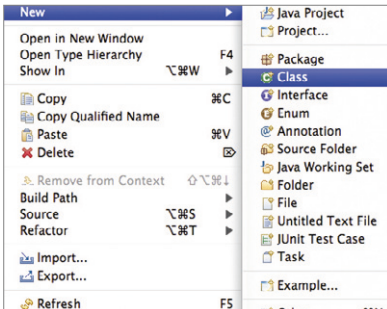 New
Open in New Window
Open Type Hierarchy F4
Show In ⌥⌘W
Copy ⌘C
Copy Qualified Name
Paste ⌘V
Delete ⌦
Remove from Context ⇧⌥⌘↓
Build Path
Source ⌥⌘S
Refactor ⌥⌘T
Import...
Export...
Refresh F5
Java Project
Project...
Package
Class
Interface
Enum
Annotation
Source Folder
Java Working Set
Folder
File
Untitled Text File
JUnit Test Case
Task
Example...